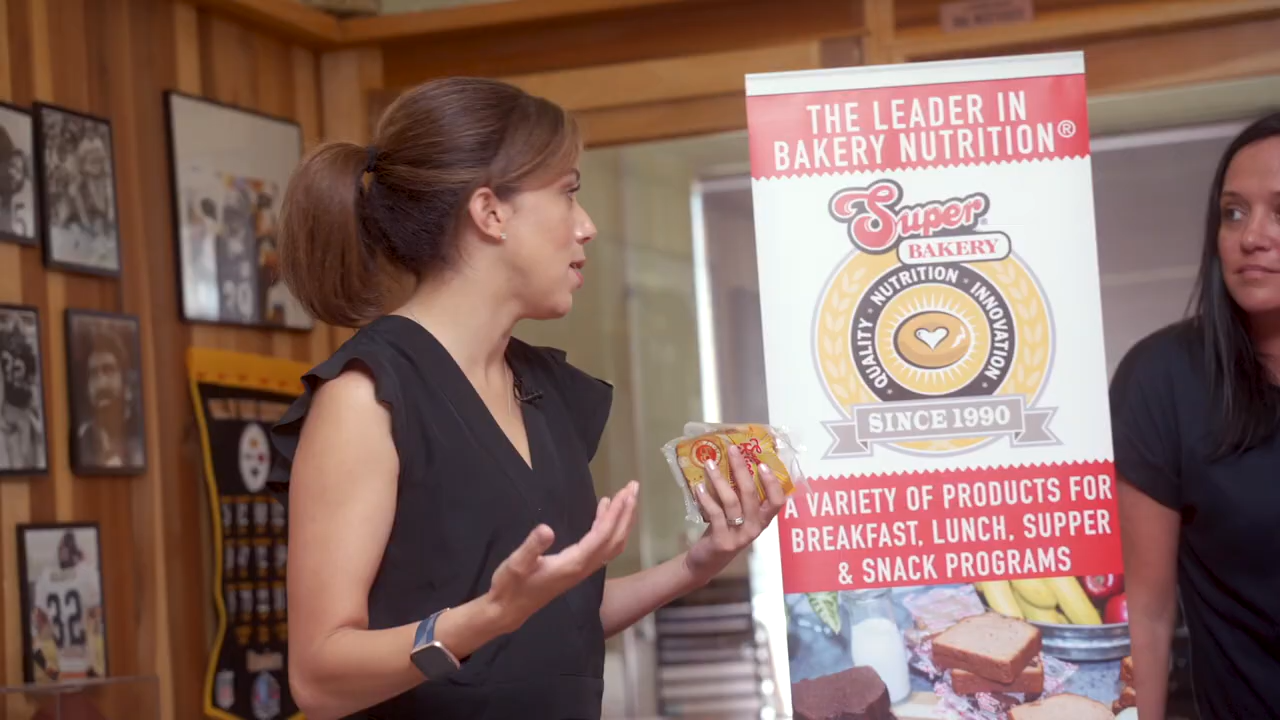 THE LEADER IN
BAKERY NUTRITION®
Super
BAKERY
QUALITY · NUTRITION · INNOVATION
SINCE 1990
A VARIETY OF PRODUCTS FOR
BREAKFAST, LUNCH, SUPPER
& SNACK PROGRAMS
32